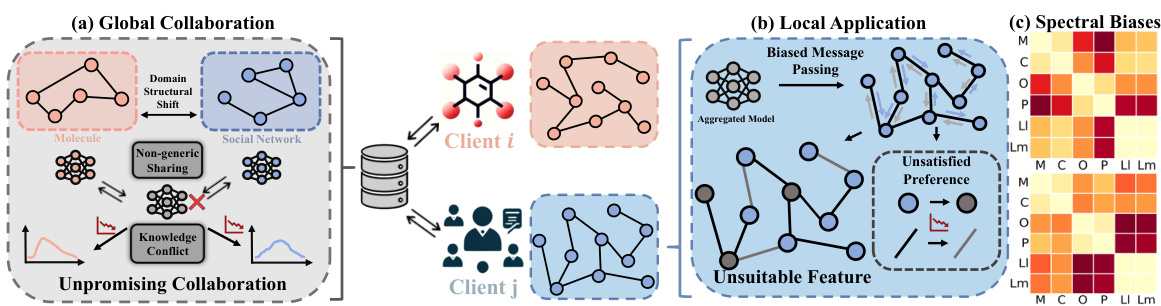 (a) Global Collaboration
Domain
Structural
Shift
Molecule
Social Network
Non-generic
Sharing
Knowledge
Conflict
Unpromising Collaboration
Client i
Client j
(b) Local Application
Biased Message
Passing
Aggregated Model
Unsatisfied
Preference
Unsuitable Feature
(c) Spectral Biases
M
C
O
P
Ll
Lm
M C O P Ll Lm
M
C
O
P
Ll
Lm
M C O P Ll Lm